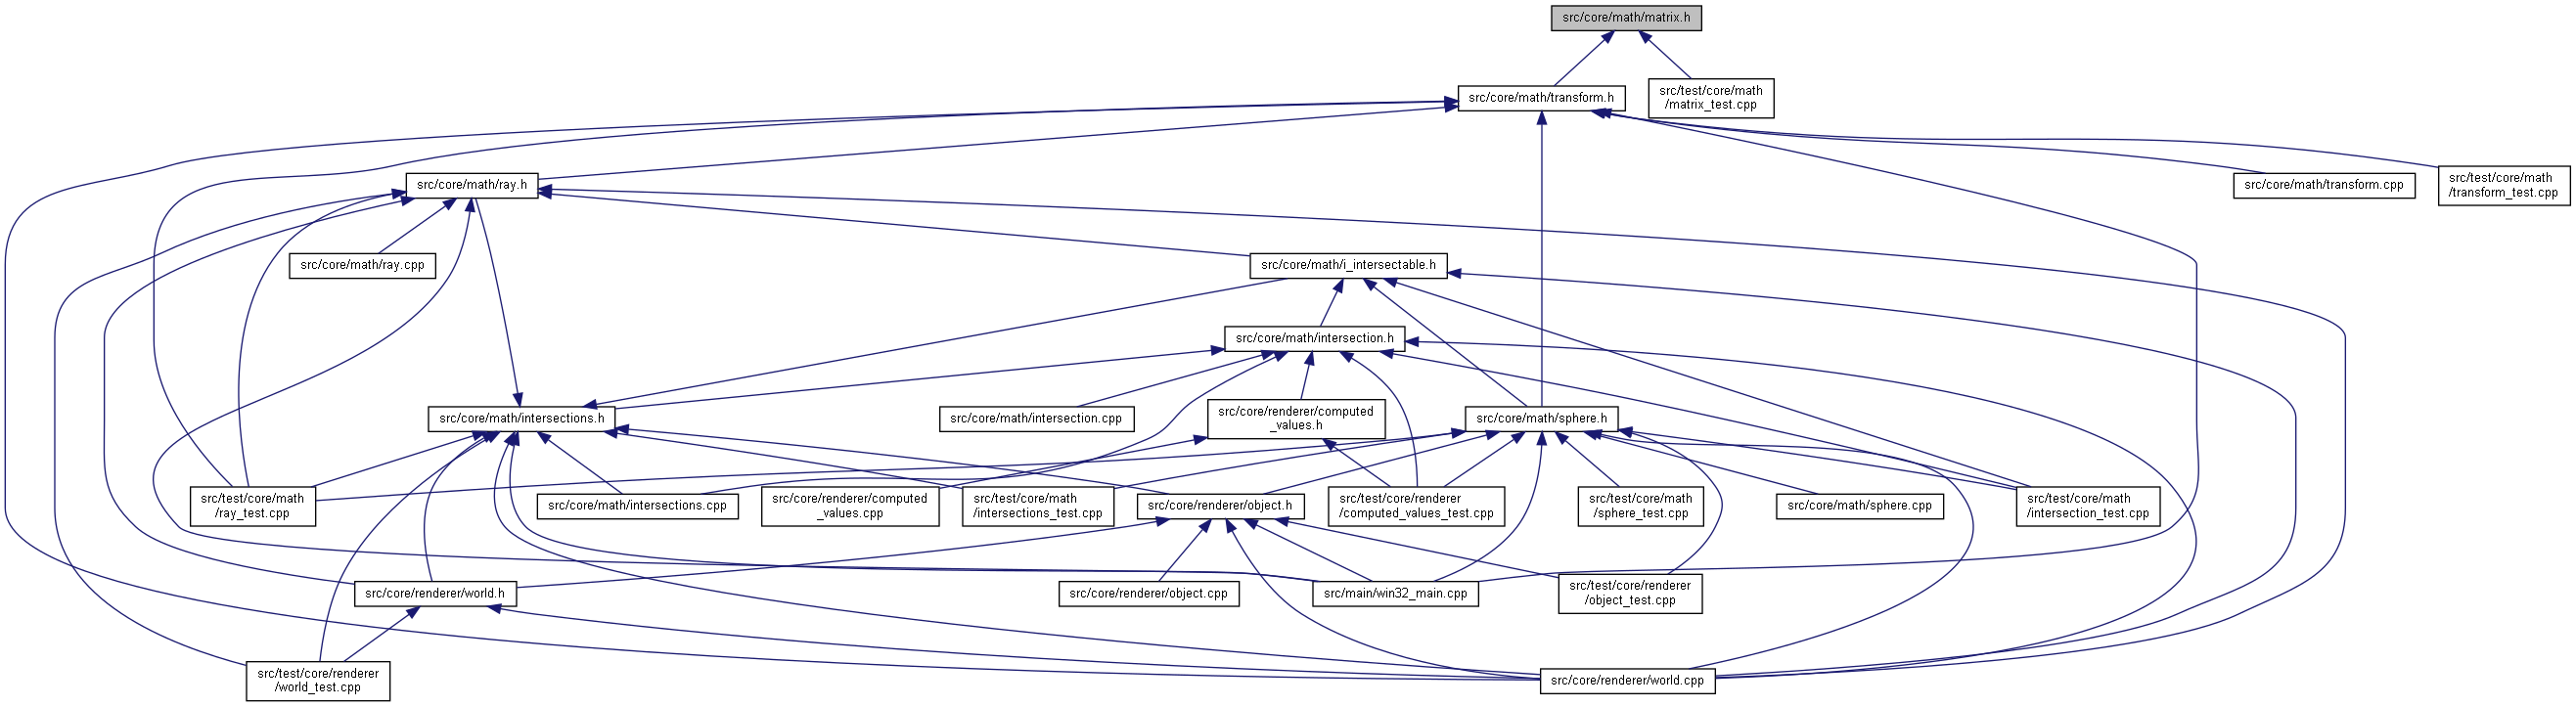 src/core/math/matrix.h
src/core/math/transform.h
src/test/core/math
/matrix_test.cpp
src/core/math/ray.h
src/core/math/transform.cpp
src/test/core/math
/transform_test.cpp
src/core/math/ray.cpp
src/core/math/i_intersectable.h
src/core/math/intersection.h
src/core/math/intersections.h
src/core/math/intersection.cpp
src/core/renderer/computed
_values.h
src/core/math/sphere.h
src/test/core/math
/ray_test.cpp
src/core/math/intersections.cpp
src/core/renderer/computed
_values.cpp
src/test/core/math
/intersections_test.cpp
src/core/renderer/object.h
src/test/core/renderer
/computed_values_test.cpp
src/test/core/math
/sphere_test.cpp
src/core/math/sphere.cpp
src/test/core/math
/intersection_test.cpp
src/core/renderer/world.h
src/core/renderer/object.cpp
src/main/win32_main.cpp
src/test/core/renderer
/object_test.cpp
src/test/core/renderer
/world_test.cpp
src/core/renderer/world.cpp